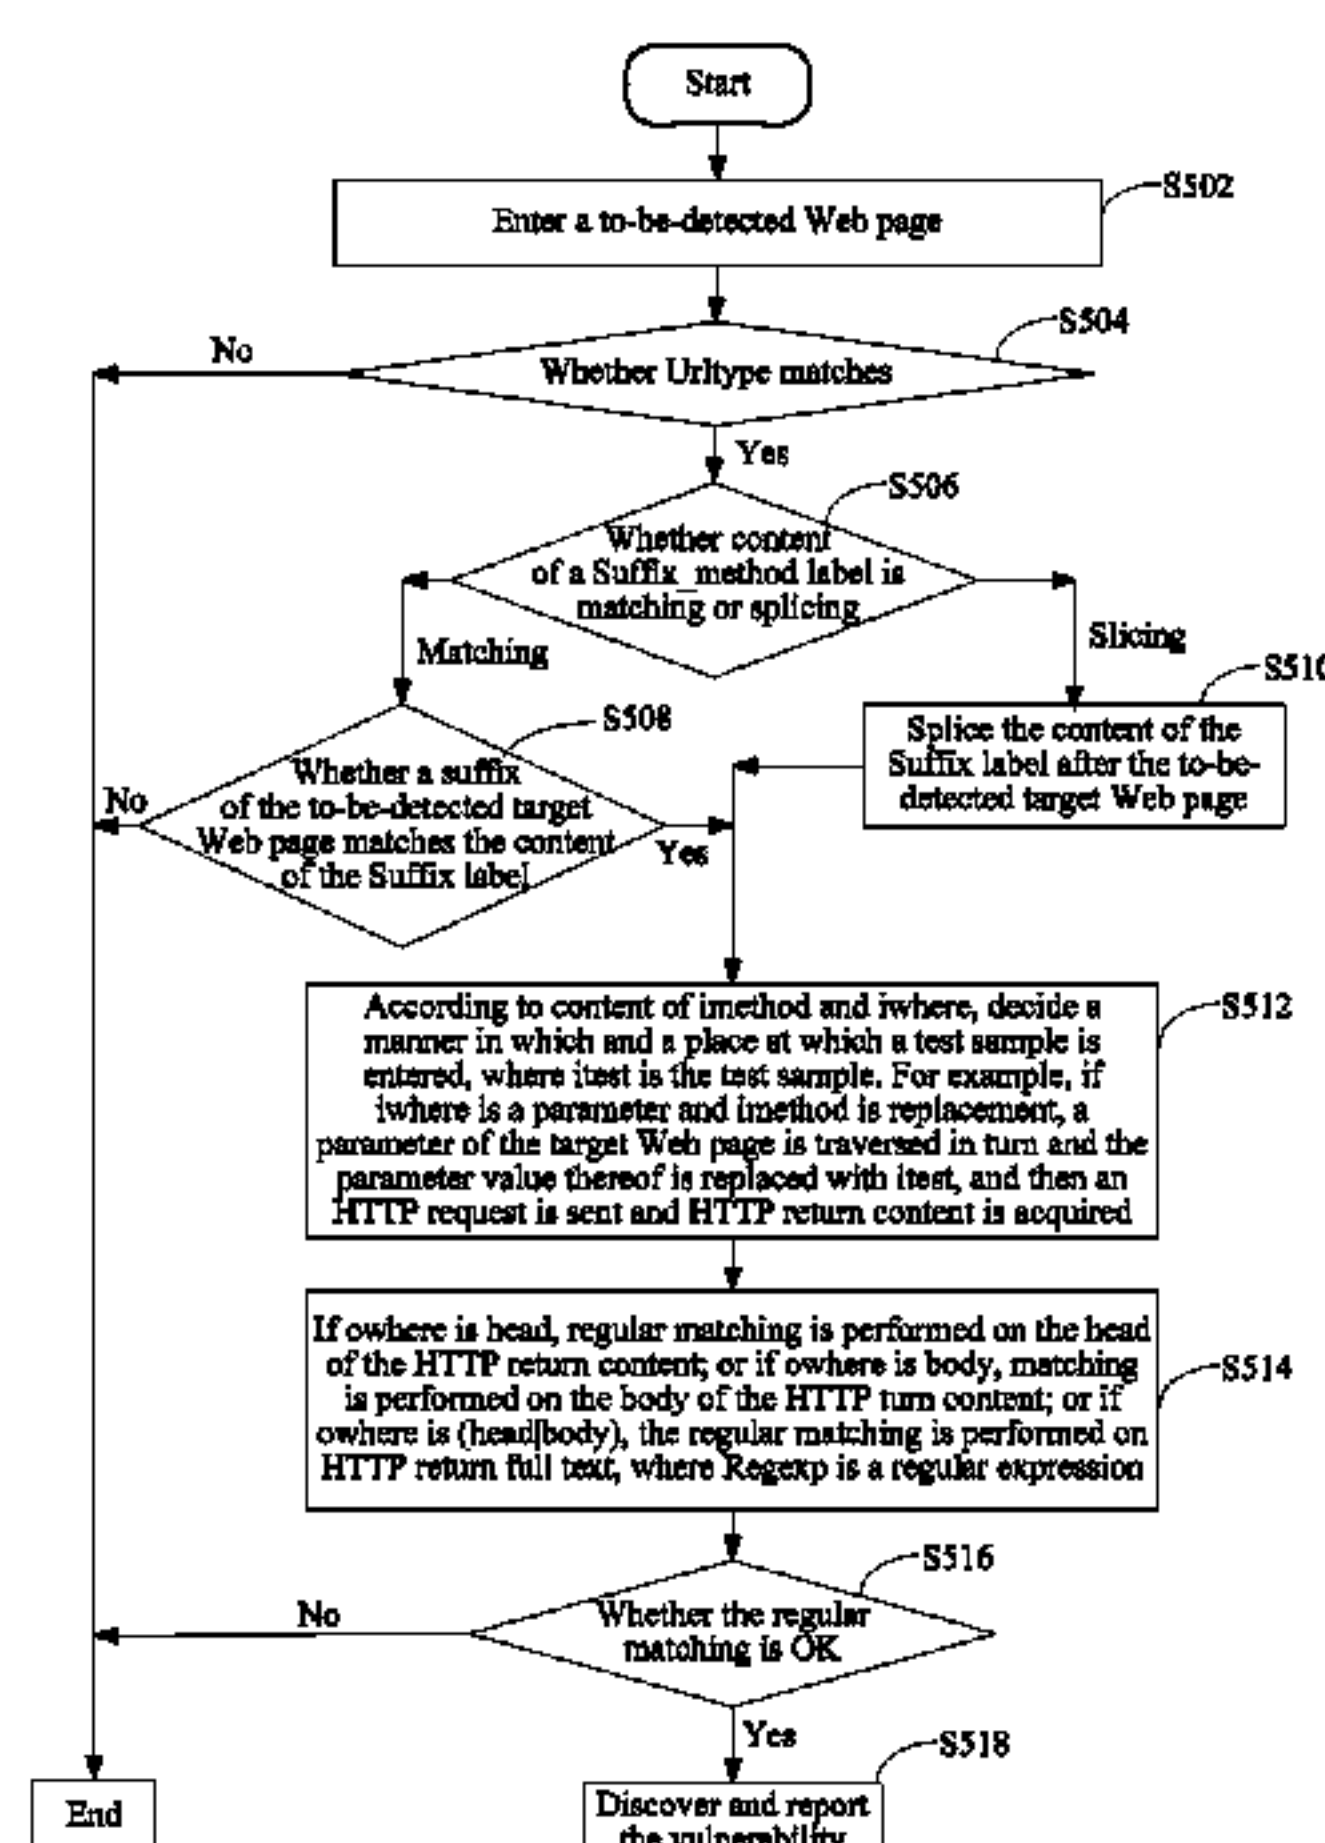 Start
S502
Enter a to-be-detected Web page
S504
No
Whether Urltype matches
Yes
S506
Whether content
of a Suffix_method label is
matching or splicing
Matching
Slicing
S510
S508
Splice the content of the
Suffix label after the to-be-
detected target Web page
Whether a suffix
of the to-be-detected target
Web page matches the content
of the Suffix label
No
Yes
According to content of imethod and iwhere, decide a
manner in which and a place at which a test sample is
entered, where itest is the test sample. For example, if
iwhere is a parameter and imethod is replacement, a
parameter of the target Web page is traversed in turn and the
parameter value thereof is replaced with itest, and then an
HTTP request is sent and HTTP return content is acquired
S512
If owhere is head, regular matching is performed on the head
of the HTTP return content; or if owhere is body, matching
is performed on the body of the HTTP turn content; or if
owhere is (head|body), the regular matching is performed on
HTTP return full text, where Regexp is a regular expression
S514
S516
Whether the regular
matching is OK
No
Yes
S518
End
Discover and report
the vulnerability